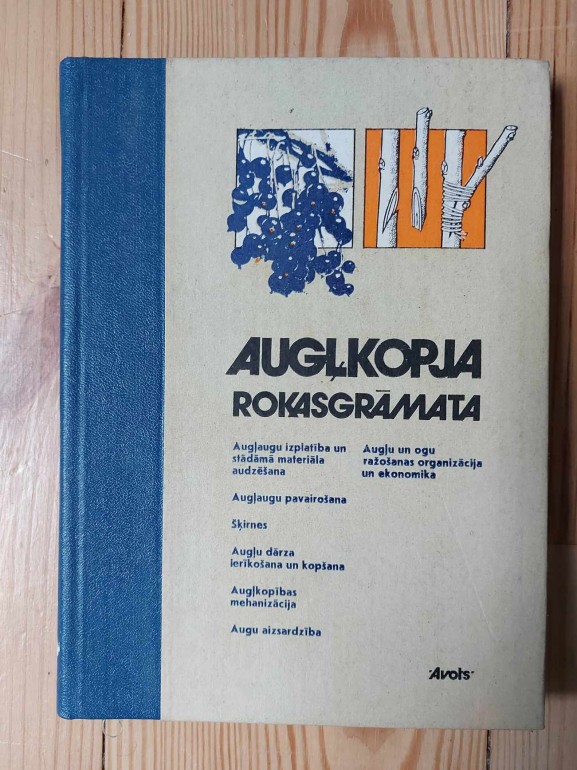 AUGĻKOPJA
ROKASGRĀMATA
Augļaugu izplatība un
stādāmā materiāla
audzēšana
Augļaugu pavairošana
Šķirnes
Augļu dārza
ierīkošana un kopšana
Augļkopības
mehanizācija
Augu aizsardzība
Augļu un ogu
ražošanas organizācija
un ekonomika
Avots